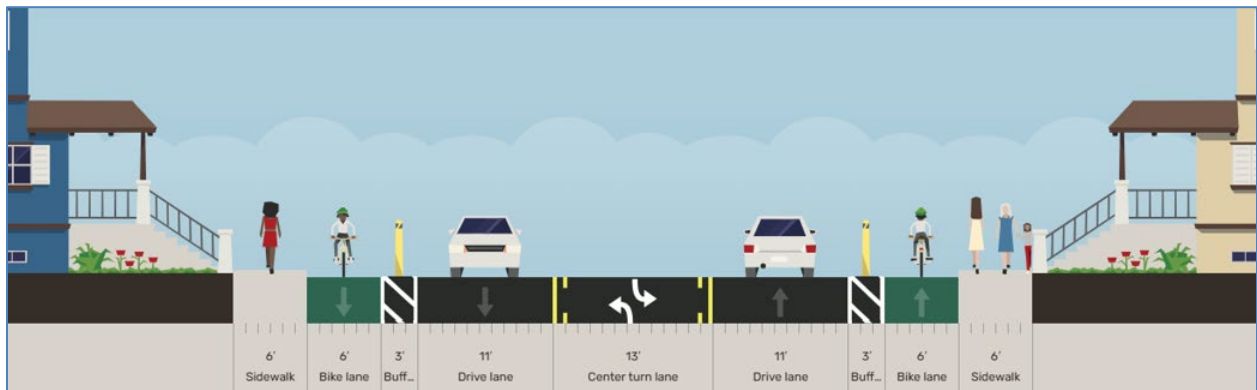 6' 6' 3' 11' 13' 11' 3' 6' 6'
Sidewalk Bike lane Buff... Drive lane Center turn lane Drive lane Buff... Bike lane Sidewalk